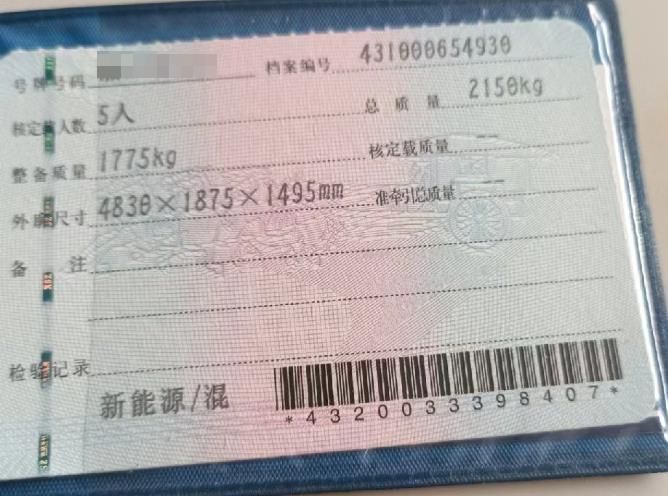 号牌号码 档案编号 431000654930
核定载人数 5人 总质量 2150kg
整备质量 1775kg 核定载质量 --
外廓尺寸 4830×1875×1495mm 准牵引总质量 --
备注
检验记录
新能源/混
*4320033398407*